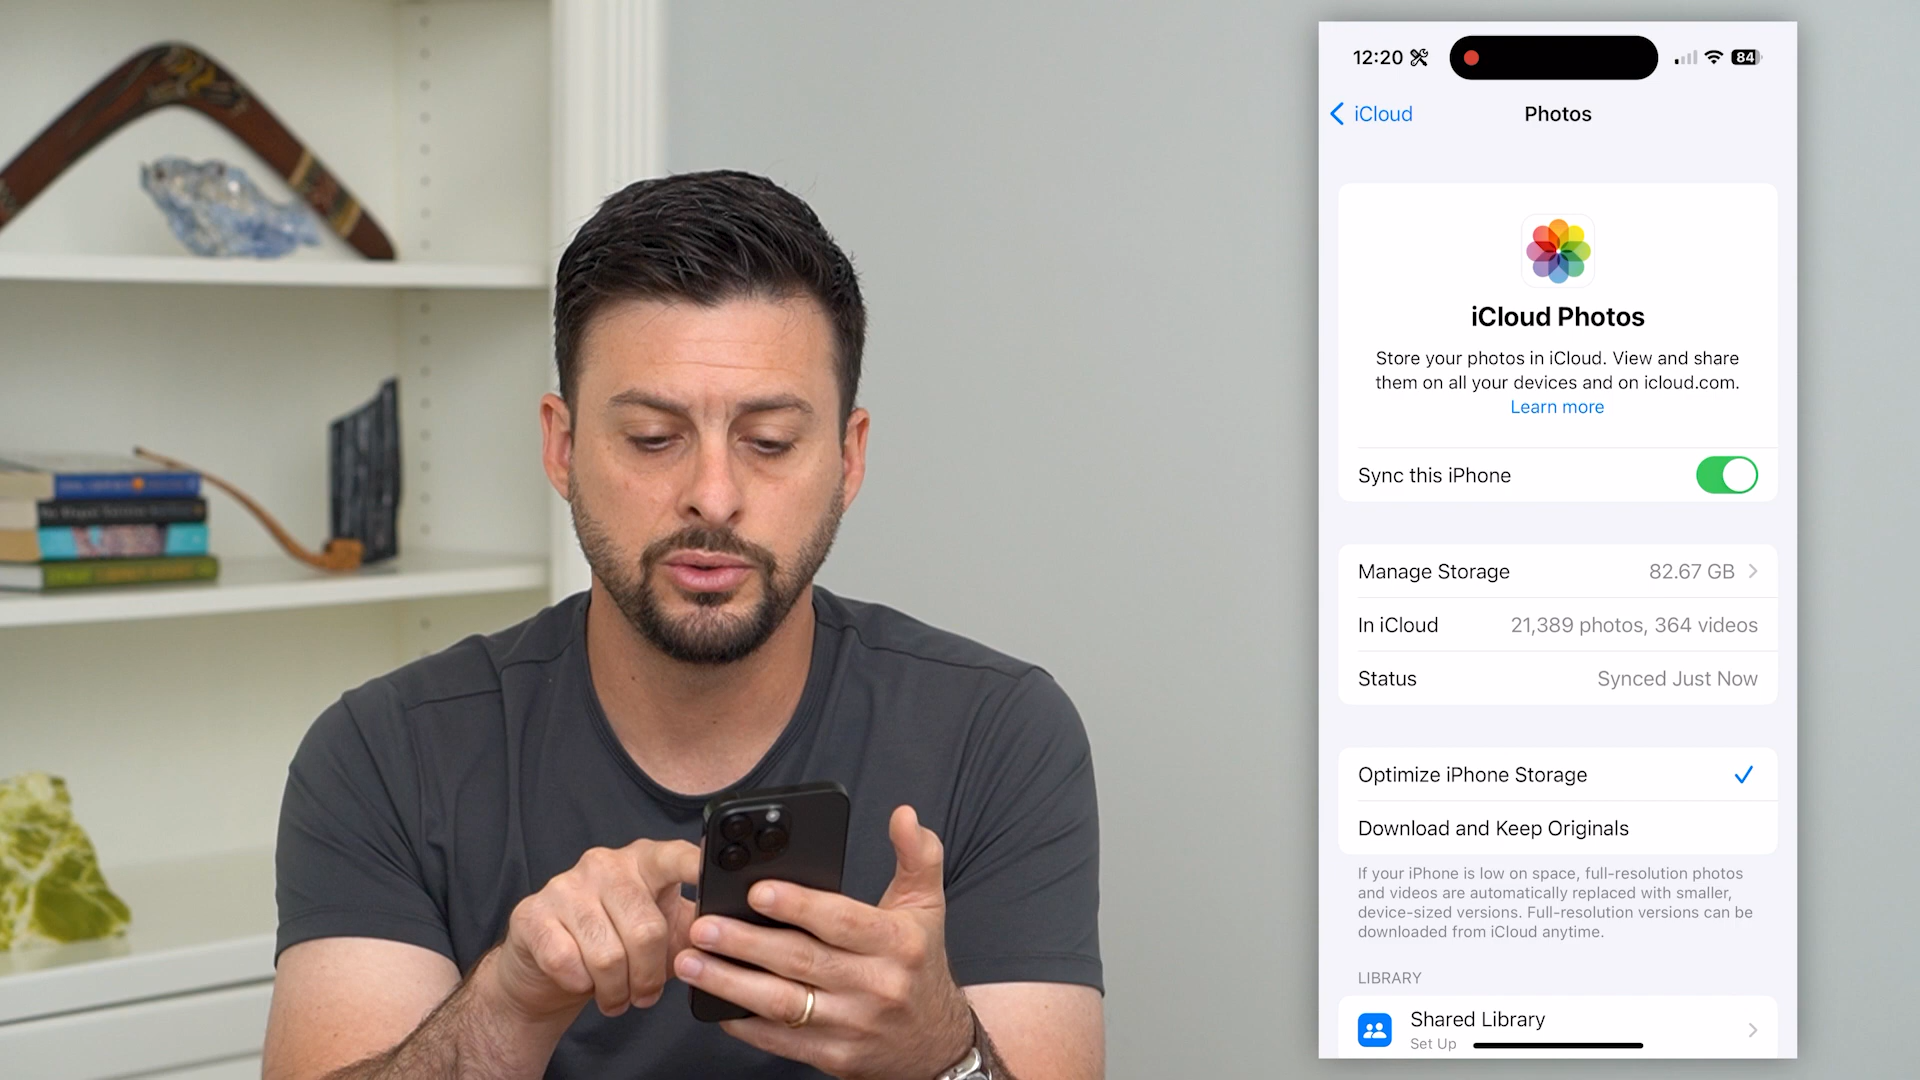 12:20
84
iCloud
Photos
iCloud Photos
Store your photos in iCloud. View and share
them on all your devices and on icloud.com.
Learn more
Sync this iPhone
Manage Storage 82.67 GB
In iCloud 21,389 photos, 364 videos
Status Synced Just Now
Optimize iPhone Storage
Download and Keep Originals
If your iPhone is low on space, full-resolution photos
and videos are automatically replaced with smaller,
device-sized versions. Full-resolution versions can be
downloaded from iCloud anytime.
LIBRARY
Shared Library
Set Up